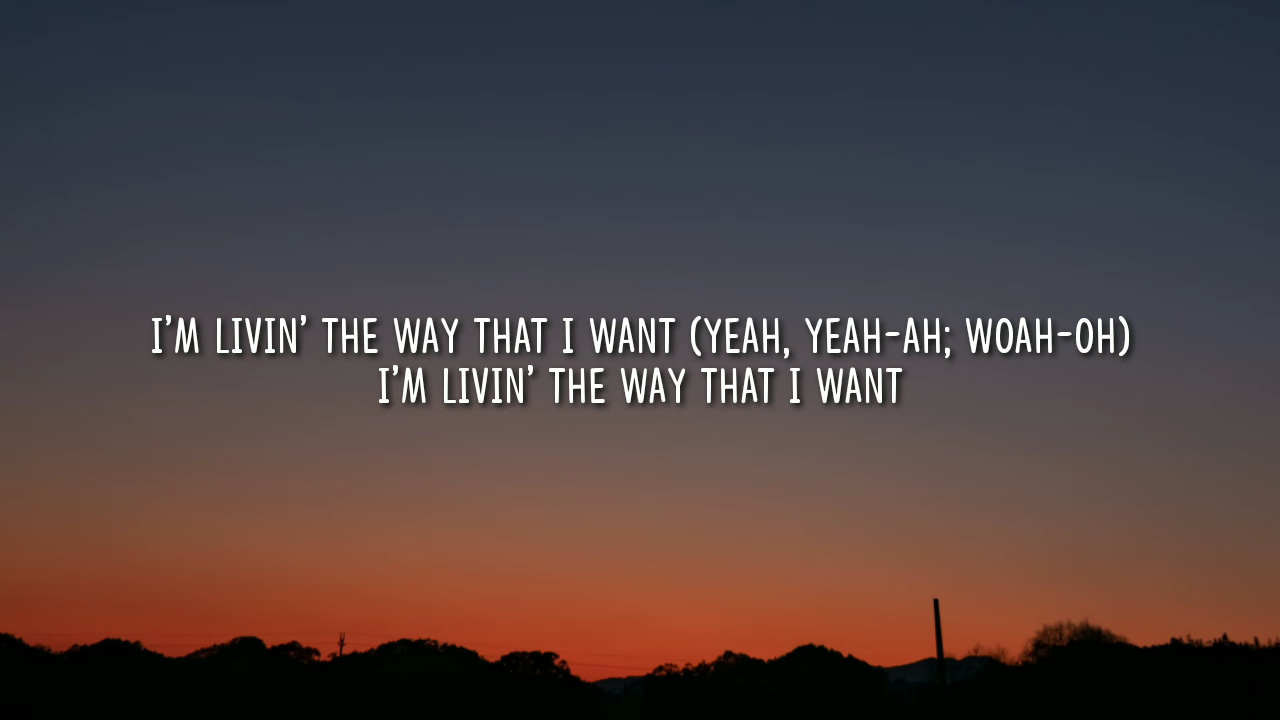 I'M LIVIN' THE WAY THAT I WANT (YEAH, YEAH-AH; WOAH-OH)
I'M LIVIN' THE WAY THAT I WANT